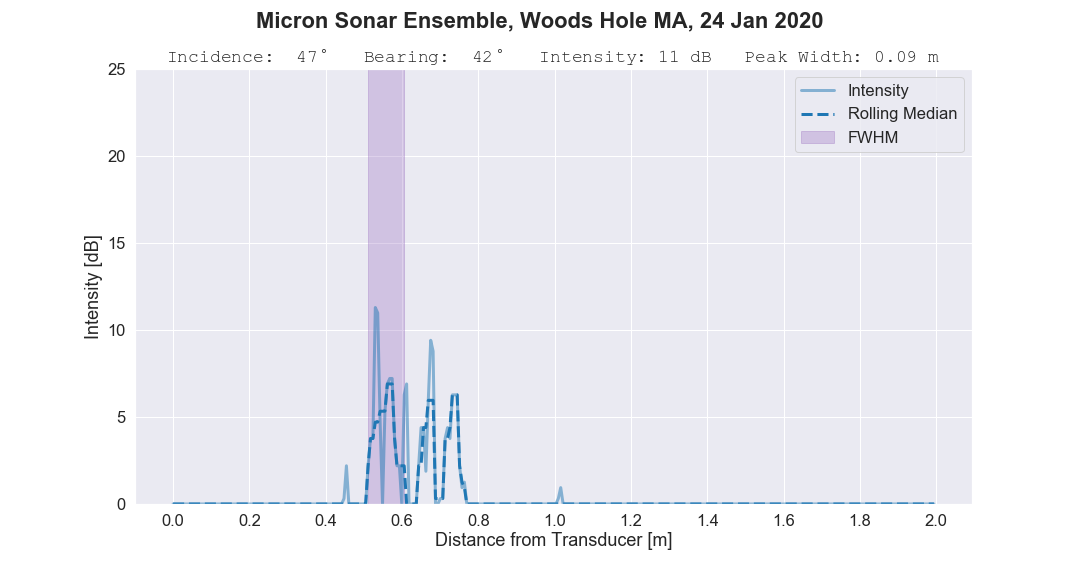 Micron Sonar Ensemble, Woods Hole MA, 24 Jan 2020
Incidence: 47° Bearing: 42° Intensity: 11 dB Peak Width: 0.09 m
25
20
15
10
5
0
Intensity [dB]
Intensity
Rolling Median
FWHM
0.0 0.2 0.4 0.6 0.8 1.0 1.2 1.4 1.6 1.8 2.0
Distance from Transducer [m]